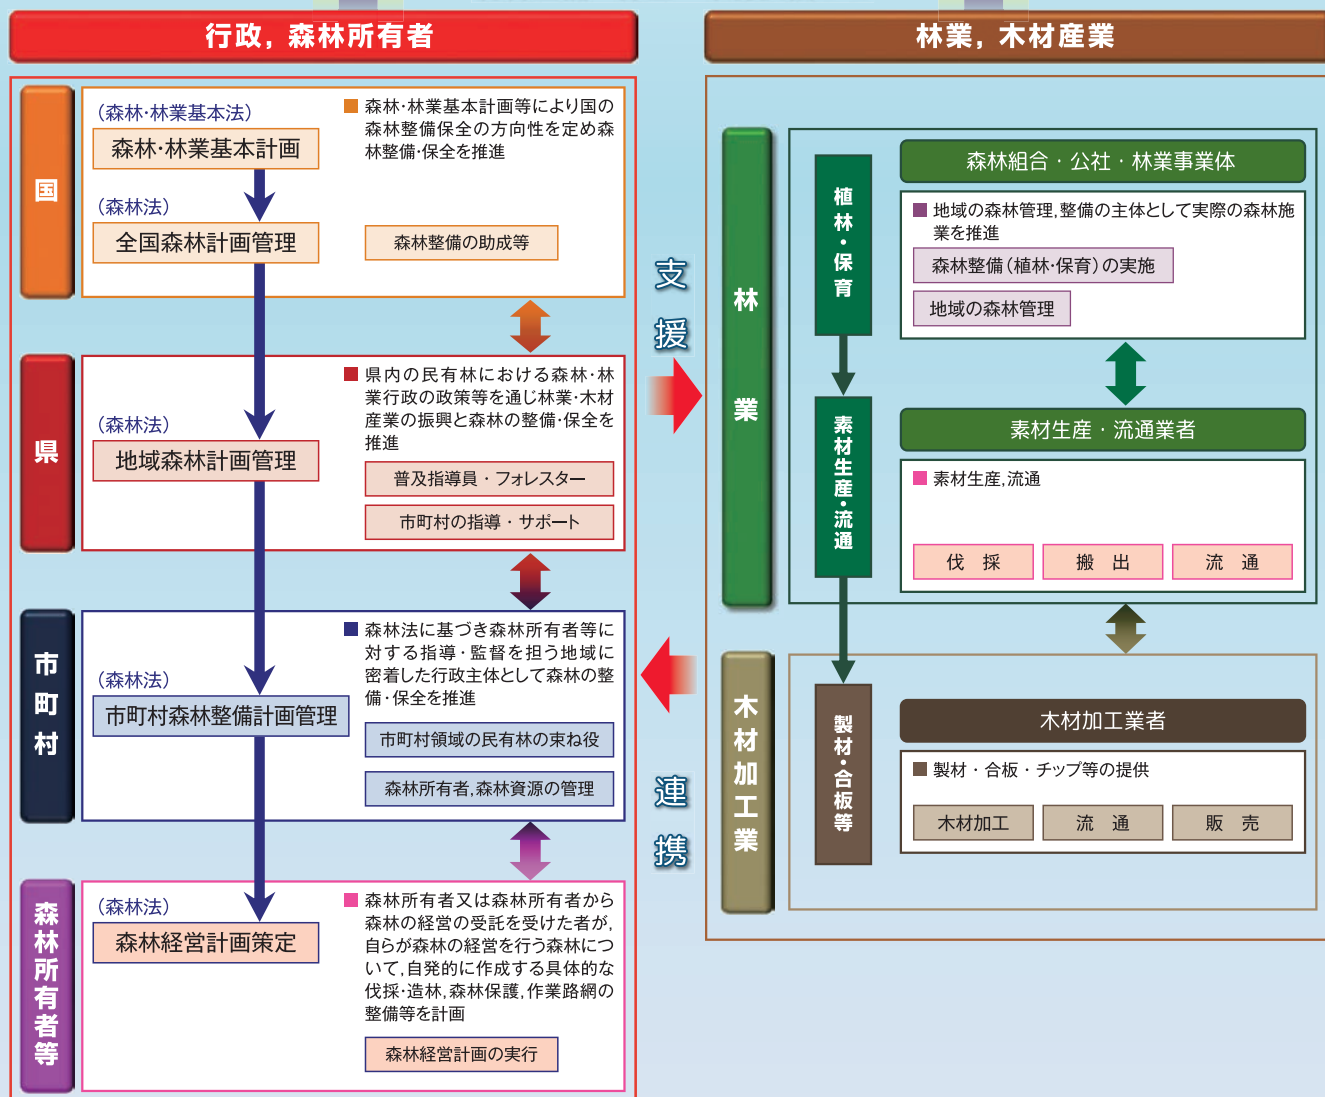 行政, 森林所有者
国
（森林･林業基本法）
森林･林業基本計画
（森林法）
全国森林計画管理
■ 森林･林業基本計画等により国の
森林整備保全の方向性を定め森
林整備･保全を推進
森林整備の助成等
県
（森林法）
地域森林計画管理
■ 県内の民有林における森林･林
業行政の政策等を通じ林業･木材
産業の振興と森林の整備･保全を
推進
普及指導員・フォレスター
市町村の指導・サポート
市町村
（森林法）
市町村森林整備計画管理
■ 森林法に基づき森林所有者等に
対する指導･監督を担う地域に
密着した行政主体として森林の整
備･保全を推進
市町村領域の民有林の束ね役
森林所有者,森林資源の管理
森林所有者等
（森林法）
森林経営計画策定
■ 森林所有者又は森林所有者から
森林の経営の受託を受けた者が,
自らが森林の経営を行う森林につ
いて,自発的に作成する具体的な
伐採･造林,森林保護,作業路網の
整備等を計画
森林経営計画の実行
支援
連携
林業, 木材産業
林業
植林・保育
森林組合・公社・林業事業体
■ 地域の森林管理,整備の主体として実際の森林施
業を推進
森林整備（植林･保育）の実施
地域の森林管理
素材生産・流通
素材生産・流通業者
■ 素材生産,流通
伐　採
搬　出
流　通
木材加工業
製材・合板等
木材加工業者
■ 製材・合板・チップ等の提供
木材加工
流　通
販　売